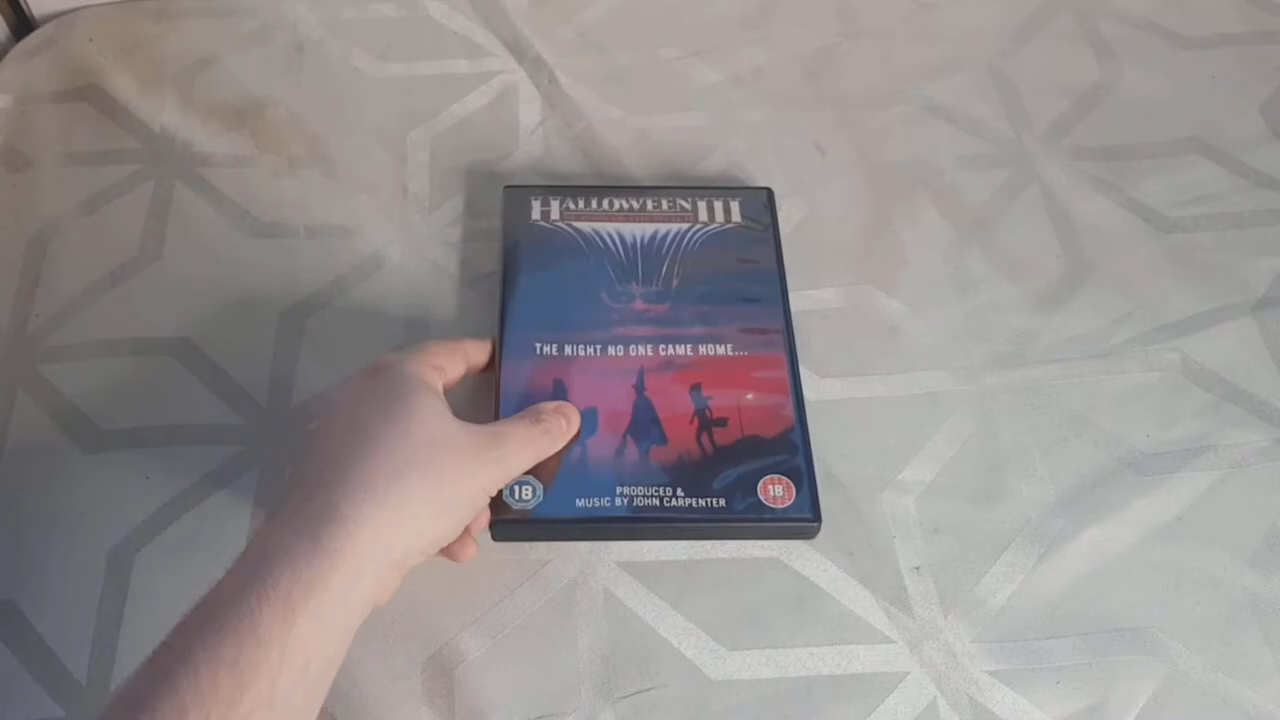 HALLOWEEN III
THE NIGHT NO ONE CAME HOME...
18
PRODUCED &
MUSIC BY JOHN CARPENTER
18